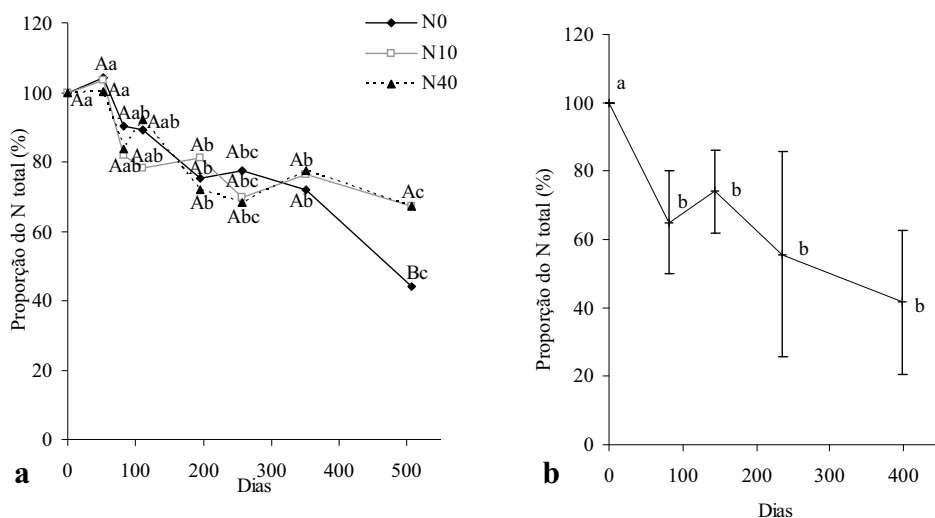 120
100
80
60
40
20
0
Proporção do N total (%)
0 100 200 300 400 500
Dias
N0
N10
N40
Aa
Aa
Aa
Aab
Aab
Aab
Aab
Ab
Ab
Ab
Abc
Abc
Abc
Ab
Ab
Ac
Bc
a
120
100
80
60
40
20
0
Proporção do N total (%)
0 100 200 300 400
Dias
a
b
b
b
b
b